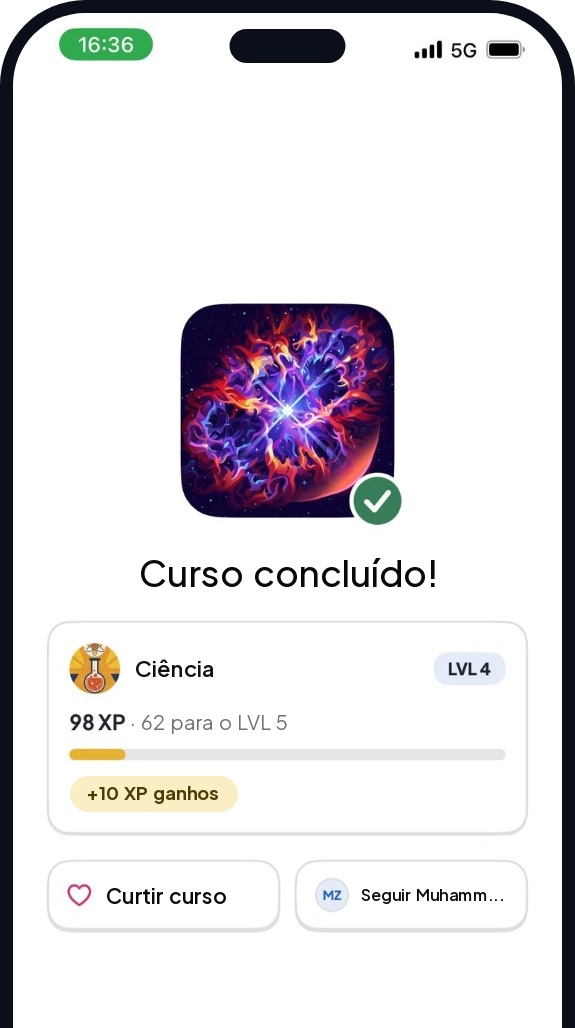 16:36
5G
Curso concluído!
Ciência
LVL 4
98 XP · 62 para o LVL 5
+10 XP ganhos
Curtir curso
MZ
Seguir Muhamm...